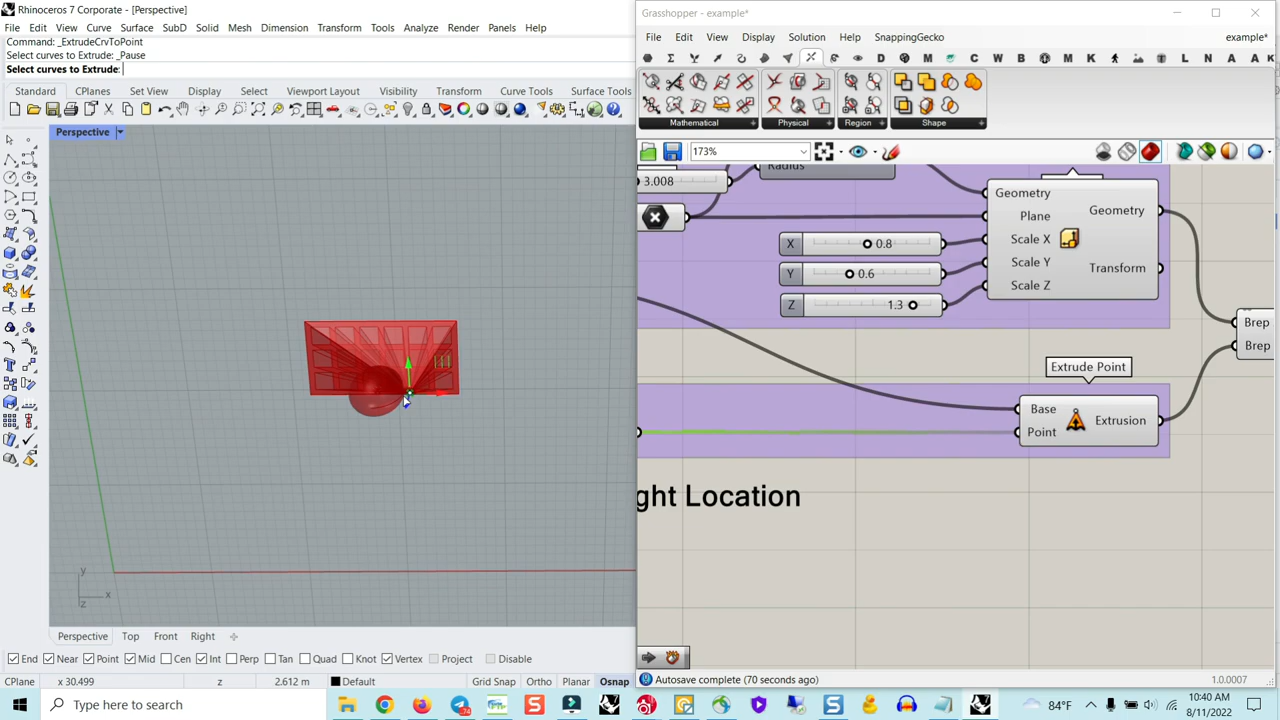 Rhinoceros 7 Corporate - [Perspective]
File Edit View Curve Surface SubD Solid Mesh Dimension Transform Tools Analyze Render Panels Help
Command: _ExtrudeCrvToPoint
Select curves to Extrude: _Pause
Select curves to Extrude:
Standard CPlanes Set View Display Select Viewport Layout Visibility Transform Curve Tools Surface Tools
Perspective
y
z x
Perspective Top Front Right
End Near Point Mid Cen Int Perp Tan Quad Knot Vertex Project Disable
CPlane x 30.499 z 2.612 m Default Grid Snap Ortho Planar Osnap
Grasshopper - example*
File Edit View Display Solution Help SnappingGecko example*
Mathematical Physical Region Shape
173%
3.008
Radius
X 0.8
Y 0.6
Z 1.3
Geometry
Plane
Scale X
Scale Y
Scale Z
Geometry
Transform
Brep
Brep
Extrude Point
Base
Point
Extrusion
ght Location
Autosave complete (70 seconds ago) 1.0.0007
Type here to search
74
84°F
10:40 AM
8/11/2022